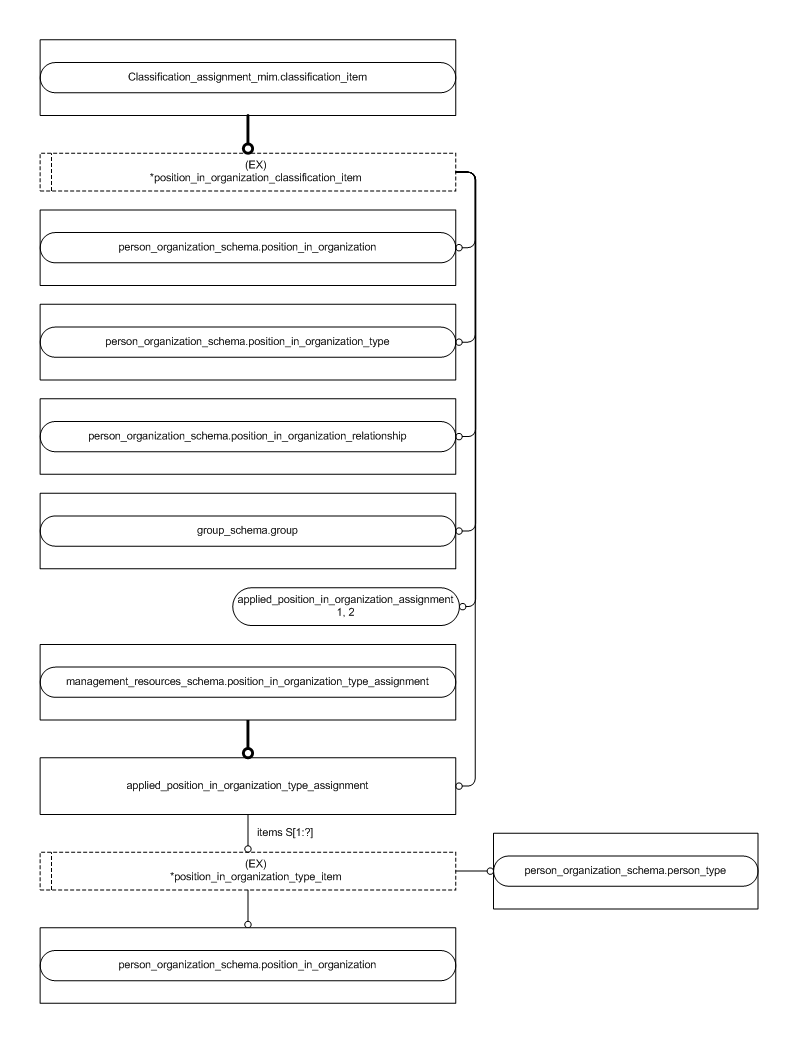 Classification_assignment_mim.classification_item
(EX)
*position_in_organization_classification_item
person_organization_schema.position_in_organization
person_organization_schema.position_in_organization_type
person_organization_schema.position_in_organization_relationship
group_schema.group
applied_position_in_organization_assignment
1, 2
management_resources_schema.position_in_organization_type_assignment
applied_position_in_organization_type_assignment
items S[1:?]
(EX)
*position_in_organization_type_item
person_organization_schema.person_type
person_organization_schema.position_in_organization